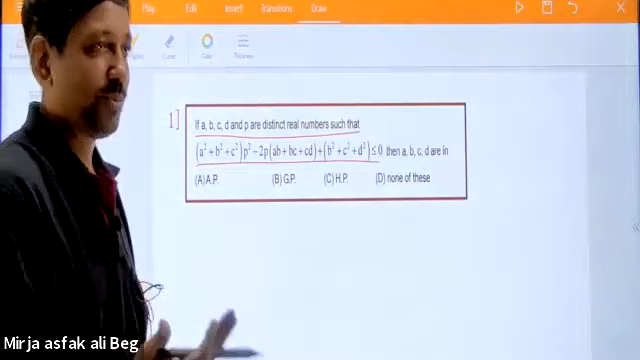 Play Edit Insert Transitions Draw
Color Thickness
1] If a, b, c, d and p are distinct real numbers such that
(a² + b² + c²)p² − 2p(ab + bc + cd) + (b² + c² + d²) ≤ 0 then a, b, c, d are in
(A) A.P. (B) G.P. (C) H.P. (D) none of these
Mirja asfak ali Beg